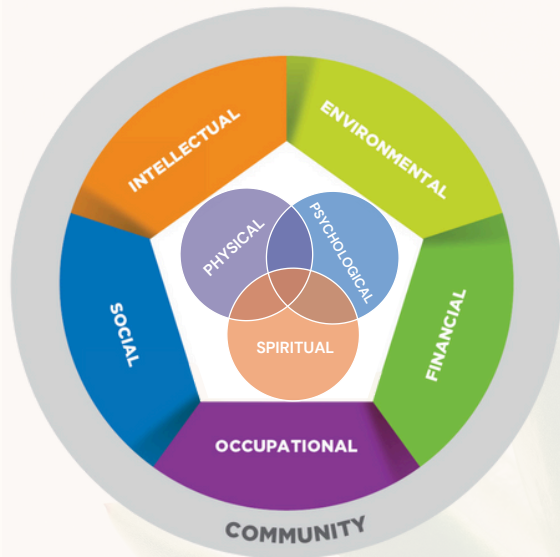 INTELLECTUAL
ENVIRONMENTAL
PHYSICAL
PSYCHOLOGICAL
SOCIAL
FINANCIAL
SPIRITUAL
OCCUPATIONAL
COMMUNITY